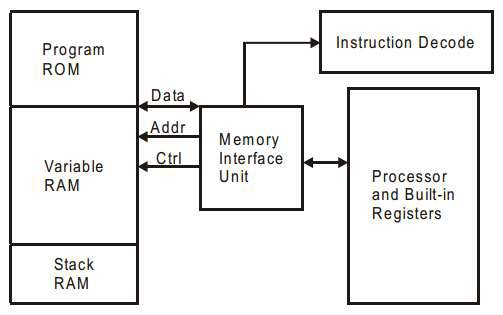 Program
ROM
Variable
RAM
Stack
RAM
Data
Addr
Ctrl
Memory
Interface
Unit
Instruction Decode
Processor
and Built-in
Registers